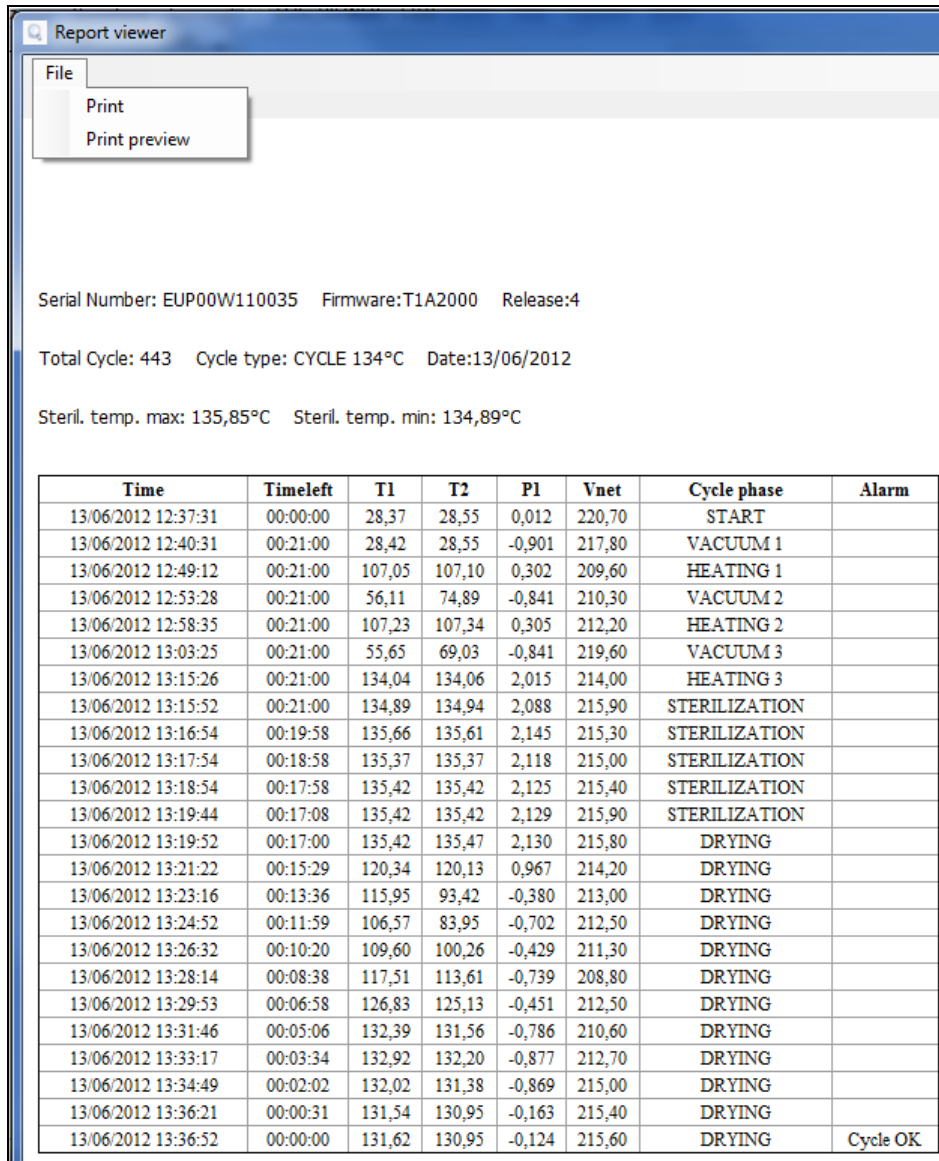 Report viewer
File
Print
Print preview
Serial Number: EUP00W110035 Firmware:T1A2000 Release:4
Total Cycle: 443 Cycle type: CYCLE 134°C Date:13/06/2012
Steril. temp. max: 135,85°C Steril. temp. min: 134,89°C
Time Timeleft T1 T2 P1 Vnet Cycle phase Alarm
13/06/2012 12:37:31 00:00:00 28,37 28,55 0,012 220,70 START
13/06/2012 12:40:31 00:21:00 28,42 28,55 -0,901 217,80 VACUUM 1
13/06/2012 12:49:12 00:21:00 107,05 107,10 0,302 209,60 HEATING 1
13/06/2012 12:53:28 00:21:00 56,11 74,89 -0,841 210,30 VACUUM 2
13/06/2012 12:58:35 00:21:00 107,23 107,34 0,305 212,20 HEATING 2
13/06/2012 13:03:25 00:21:00 55,65 69,03 -0,841 219,60 VACUUM 3
13/06/2012 13:15:26 00:21:00 134,04 134,06 2,015 214,00 HEATING 3
13/06/2012 13:15:52 00:21:00 134,89 134,94 2,088 215,90 STERILIZATION
13/06/2012 13:16:54 00:19:58 135,66 135,61 2,145 215,30 STERILIZATION
13/06/2012 13:17:54 00:18:58 135,37 135,37 2,118 215,00 STERILIZATION
13/06/2012 13:18:54 00:17:58 135,42 135,42 2,125 215,40 STERILIZATION
13/06/2012 13:19:44 00:17:08 135,42 135,42 2,129 215,90 STERILIZATION
13/06/2012 13:19:52 00:17:00 135,42 135,47 2,130 215,80 DRYING
13/06/2012 13:21:22 00:15:29 120,34 120,13 0,967 214,20 DRYING
13/06/2012 13:23:16 00:13:36 115,95 93,42 -0,380 213,00 DRYING
13/06/2012 13:24:52 00:11:59 106,57 83,95 -0,702 212,50 DRYING
13/06/2012 13:26:32 00:10:20 109,60 100,26 -0,429 211,30 DRYING
13/06/2012 13:28:14 00:08:38 117,51 113,61 -0,739 208,80 DRYING
13/06/2012 13:29:53 00:06:58 126,83 125,13 -0,451 212,50 DRYING
13/06/2012 13:31:46 00:05:06 132,39 131,56 -0,786 210,60 DRYING
13/06/2012 13:33:17 00:03:34 132,92 132,20 -0,877 212,70 DRYING
13/06/2012 13:34:49 00:02:02 132,02 131,38 -0,869 215,00 DRYING
13/06/2012 13:36:21 00:00:31 131,54 130,95 -0,163 215,40 DRYING
13/06/2012 13:36:52 00:00:00 131,62 130,95 -0,124 215,60 DRYING Cycle OK